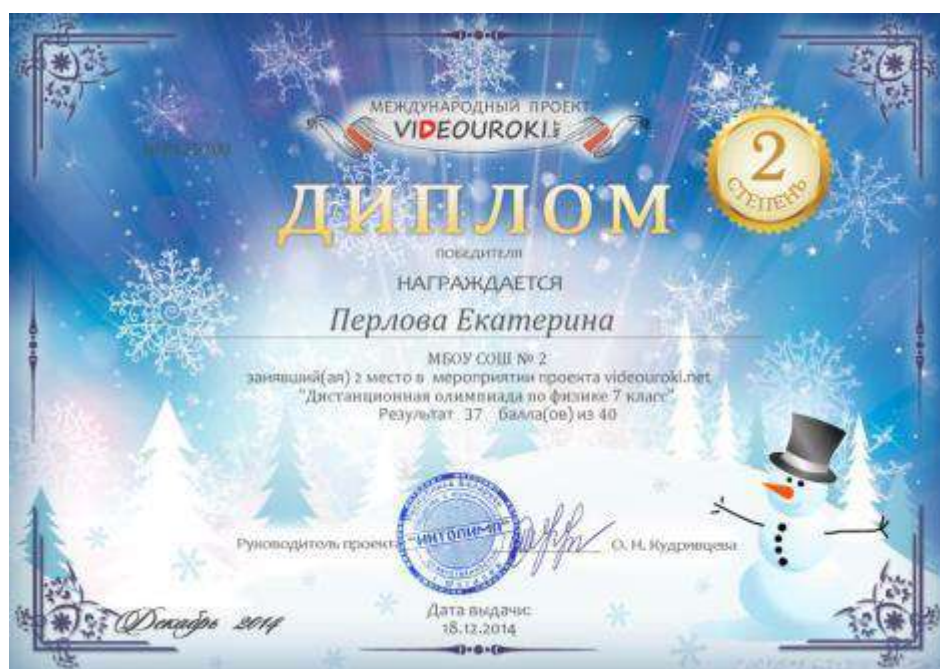 МЕЖДУНАРОДНЫЙ ПРОЕКТ
VIDEOUROKI.NET
2
СТЕПЕНЬ
ДИПЛОМ
ПОБЕДИТЕЛЯ
НАГРАЖДАЕТСЯ
Перлова Екатерина
МБОУ СОШ № 2
занявший(ая) 2 место в мероприятии проекта videouroki.net
"Дистанционная олимпиада по физике 7 класс"
Результат 37 балла(ов) из 40
Руководитель проекта
ИНТОЛИМП
О. Н. Кудрявцева
Декабрь 2014
Дата выдачи:
18.12.2014